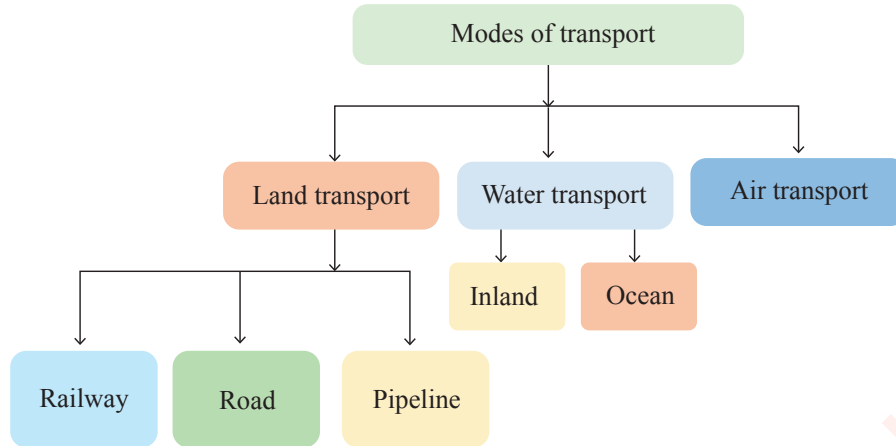 Modes of transport
Land transport
Water transport
Air transport
Inland
Ocean
Railway
Road
Pipeline